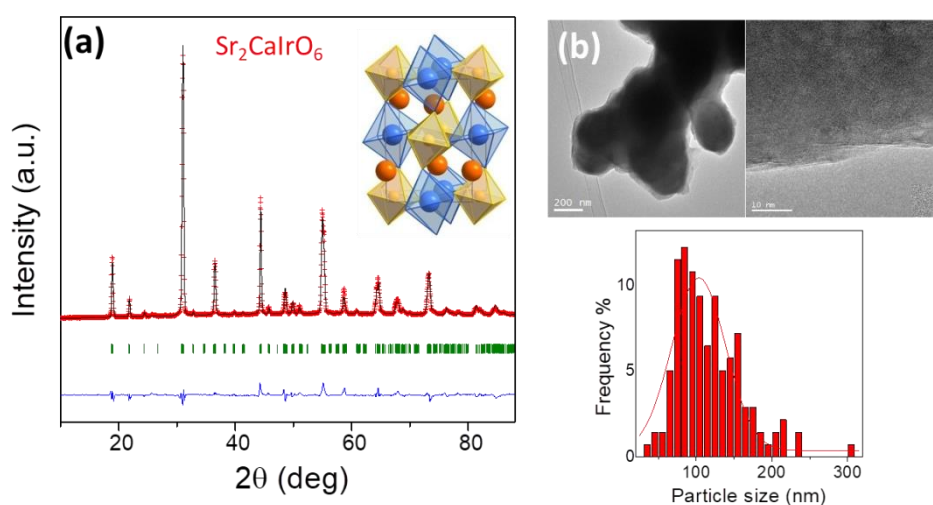 (a)
Sr₂CaIrO₆
Intensity (a.u.)
20 40 60 80
2θ (deg)
(b)
200 nm
10 nm
10
5
0
Frequency %
100 200 300
Particle size (nm)